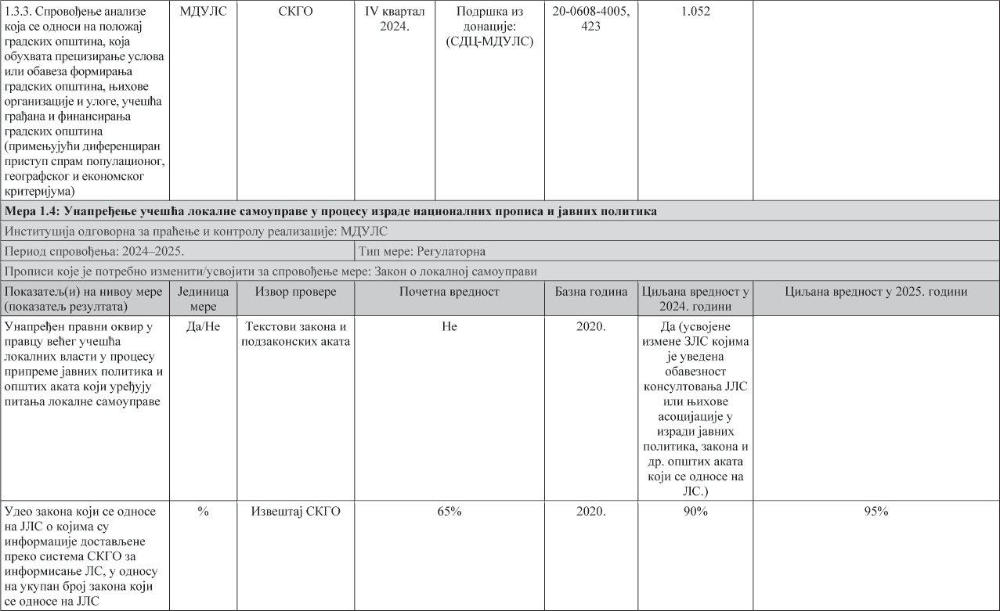 1.3.3. Спровођење анализе
која се односи на положај
градских општина, која
обухвата прецизирање услова
или обавеза формирања
градских општина, њихове
организације и улоге, учешћа
грађана и финансирања
градских општина
(примењујући диференциран
приступ спрам популационог,
географског и економског
критеријума)
МДУЛС
СКГО
IV квартал
2024.
Подршка из
донације:
(СДЦ-МДУЛС)
20-0608-4005,
423
1.052
Мера 1.4: Унапређење учешћа локалне самоуправе у процесу израде националних прописа и јавних политика
Институција одговорна за праћење и контролу реализације: МДУЛС
Период спровођења: 2024–2025.
Тип мере: Регулаторна
Прописи које је потребно изменити/усвојити за спровођење мере: Закон о локалној самоуправи
Показатељ(и) на нивоу мере
(показатељ резултата)
Јединица
мере
Извор провере
Почетна вредност
Базна година
Циљана вредност у
2024. години
Циљана вредност у 2025. години
Унапређен правни оквир у
правцу већег учешћа
локалних власти у процесу
припреме јавних политика и
општих аката који уређују
питања локалне самоуправе
Да/Не
Текстови закона и
подзаконских аката
Не
2020.
Да (усвојене
измене ЗЛС којима
је уведена
обавезност
консултовања ЈЛС
или њихове
асоцијације у
изради јавних
политика, закона и
др. општих аката
који се односе на
ЛС.)
Удео закона који се односе
на ЈЛС о којима су
информације достављене
преко система СКГО за
информисање ЛС, у односу
на укупан број закона који
се односе на ЈЛС
%
Извештај СКГО
65%
2020.
90%
95%